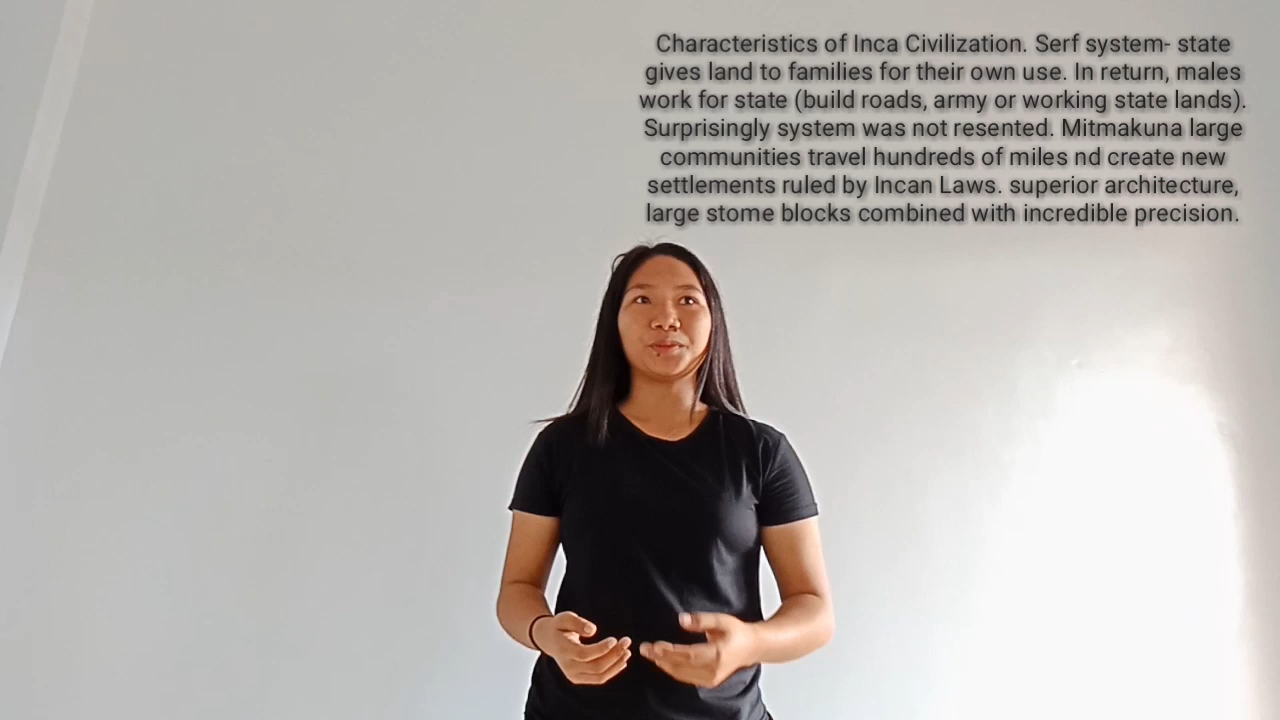 Characteristics of Inca Civilization. Serf system- state
gives land to families for their own use. In return, males
work for state (build roads, army or working state lands).
Surprisingly system was not resented. Mitmakuna large
communities travel hundreds of miles nd create new
settlements ruled by Incan Laws. superior architecture,
large stome blocks combined with incredible precision.